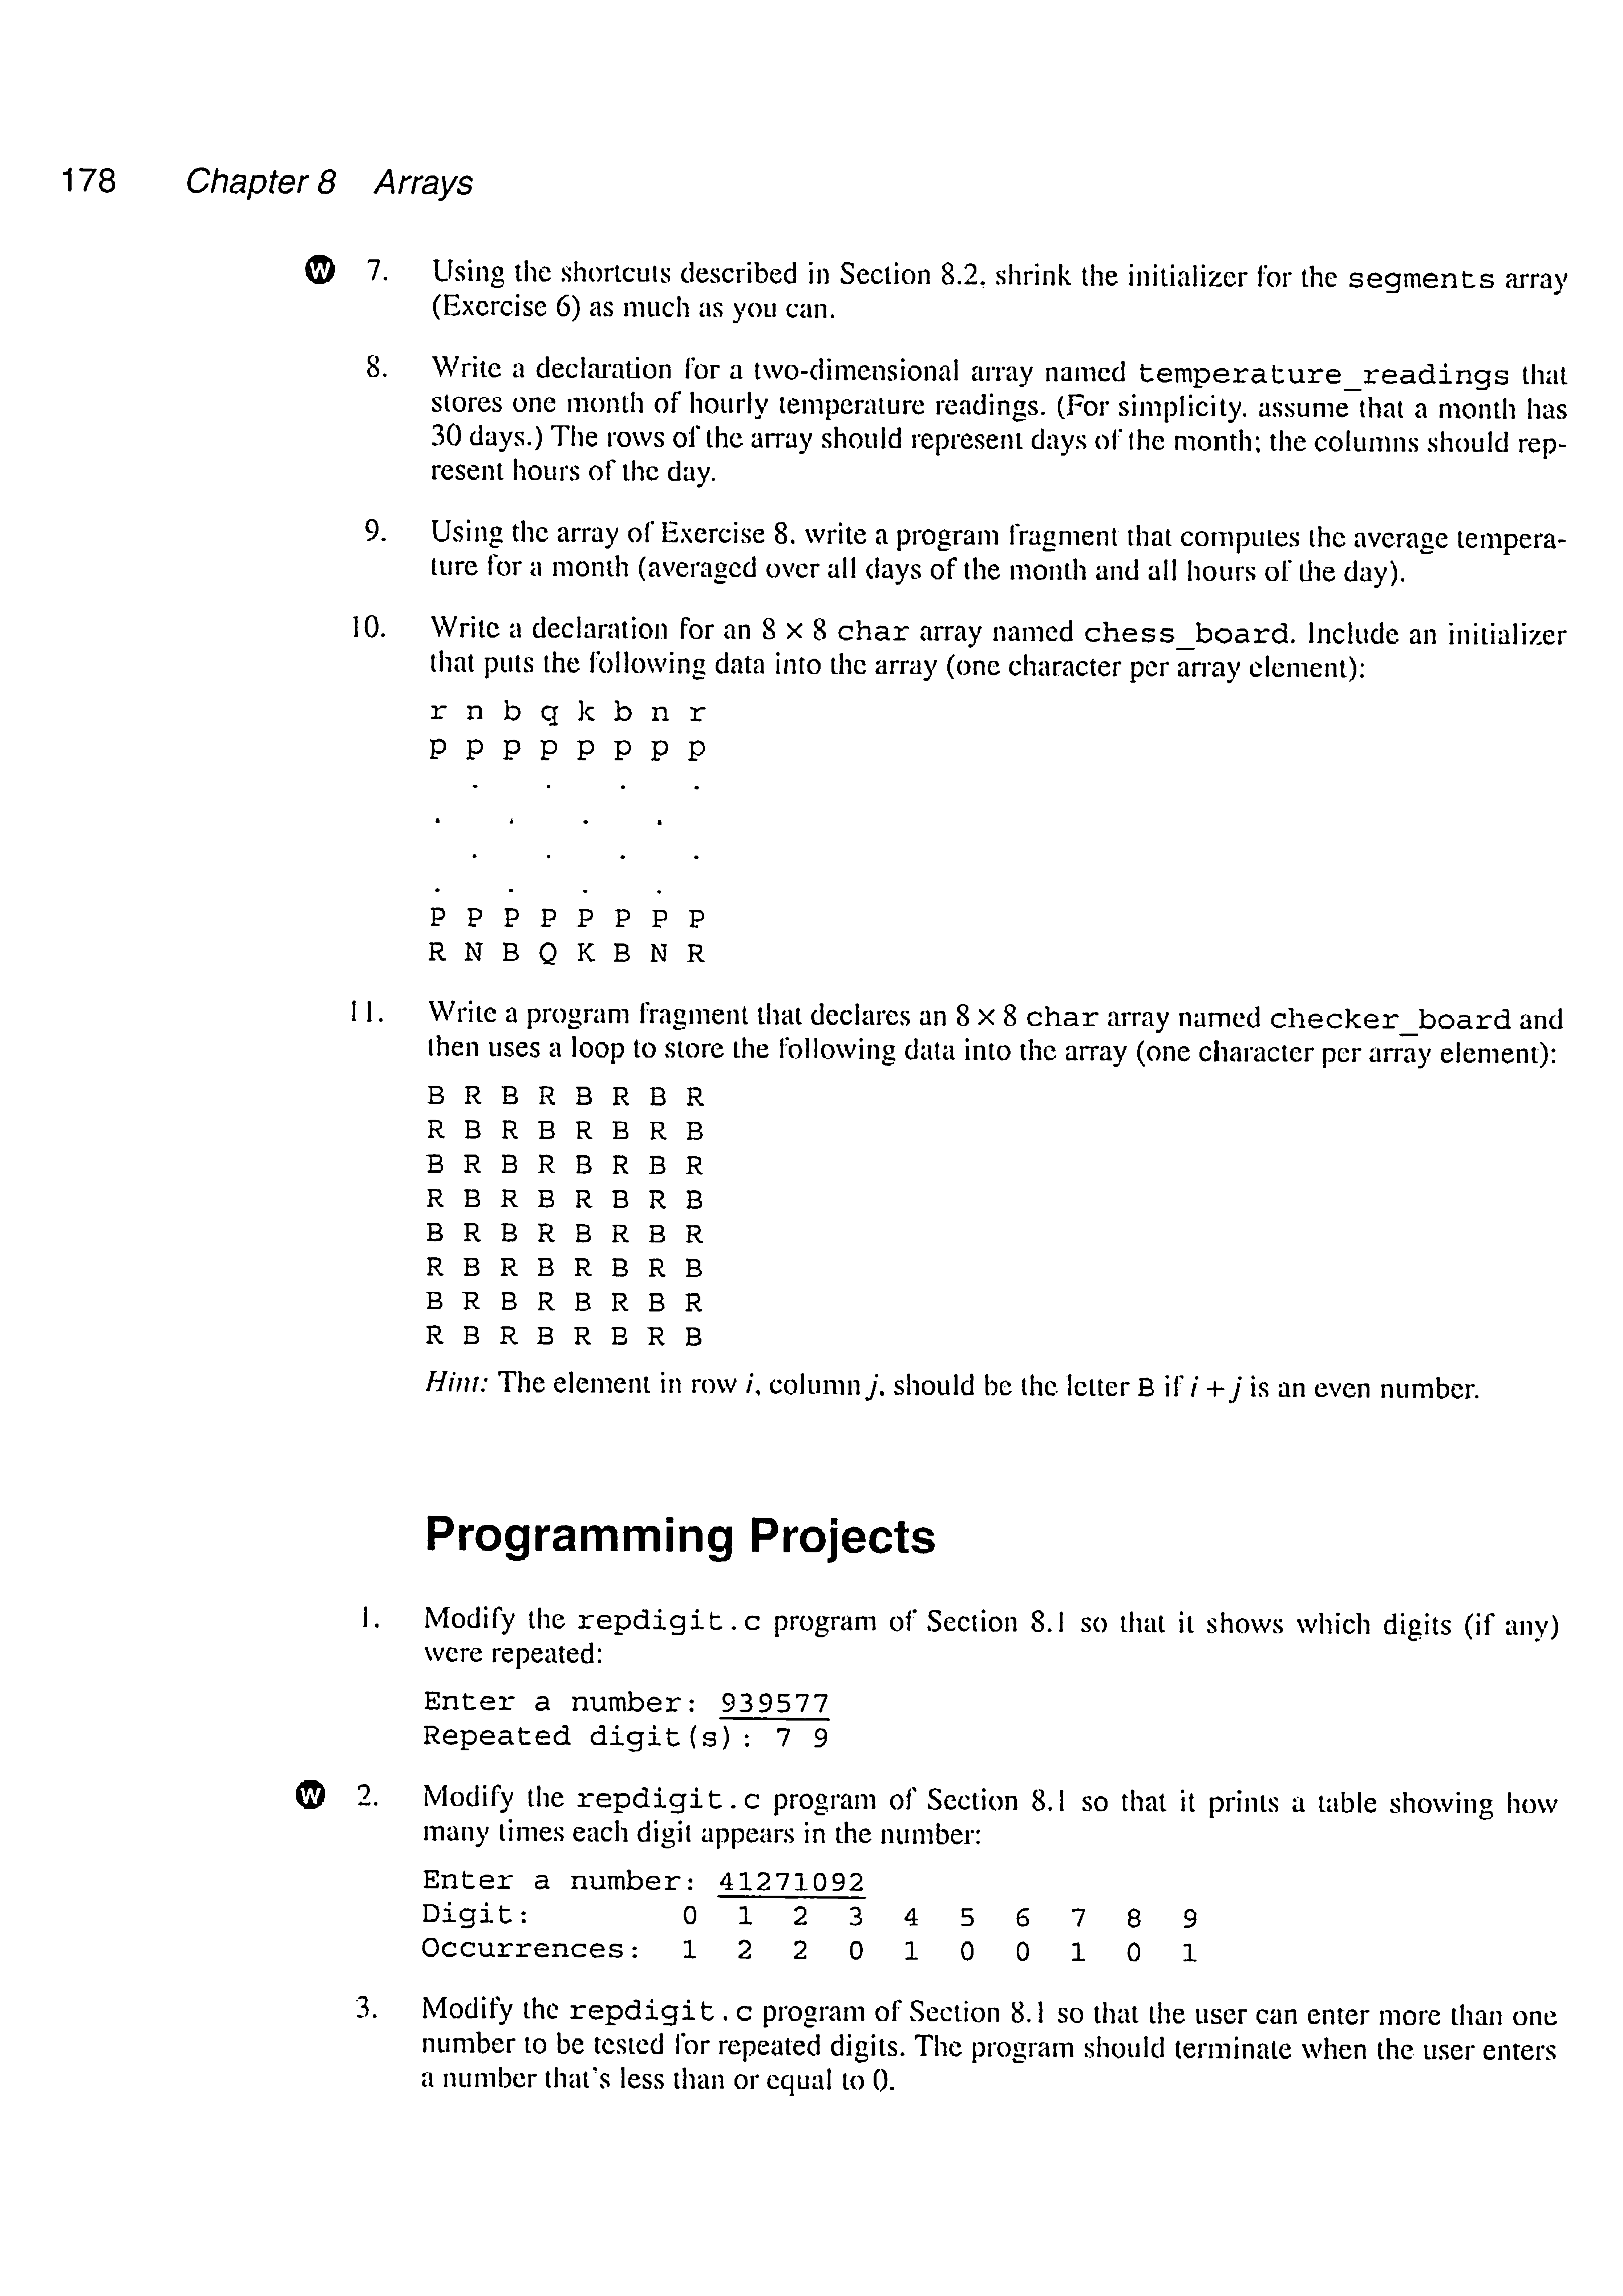 178 Chapter 8 Arrays
W 7. Using the shortcuts described in Section 8.2, shrink the initializer for the segments array
(Exercise 6) as much as you can.
8. Write a declaration for a two-dimensional array named temperature_readings that
stores one month of hourly temperature readings. (For simplicity, assume that a month has
30 days.) The rows of the array should represent days of the month; the columns should rep-
resent hours of the day.
9. Using the array of Exercise 8, write a program fragment that computes the average tempera-
ture for a month (averaged over all days of the month and all hours of the day).
10. Write a declaration for an 8 × 8 char array named chess_board. Include an initializer
that puts the following data into the array (one character per array element):
r n b q k b n r
p p p p p p p p
  .   .   .   .
.   .   .   .
  .   .   .   .
.   .   .   .
P P P P P P P P
R N B Q K B N R
11. Write a program fragment that declares an 8 × 8 char array named checker_board and
then uses a loop to store the following data into the array (one character per array element):
B R B R B R B R
R B R B R B R B
B R B R B R B R
R B R B R B R B
B R B R B R B R
R B R B R B R B
B R B R B R B R
R B R B R B R B
Hint: The element in row i, column j, should be the letter B if i + j is an even number.
Programming Projects
1. Modify the repdigit.c program of Section 8.1 so that it shows which digits (if any)
were repeated:
Enter a number: 939577
Repeated digit(s): 7 9
W 2. Modify the repdigit.c program of Section 8.1 so that it prints a table showing how
many times each digit appears in the number:
Enter a number: 41271092
Digit:        0  1  2  3  4  5  6  7  8  9
Occurrences:  1  2  2  0  1  0  0  1  0  1
3. Modify the repdigit.c program of Section 8.1 so that the user can enter more than one
number to be tested for repeated digits. The program should terminate when the user enters
a number that's less than or equal to 0.